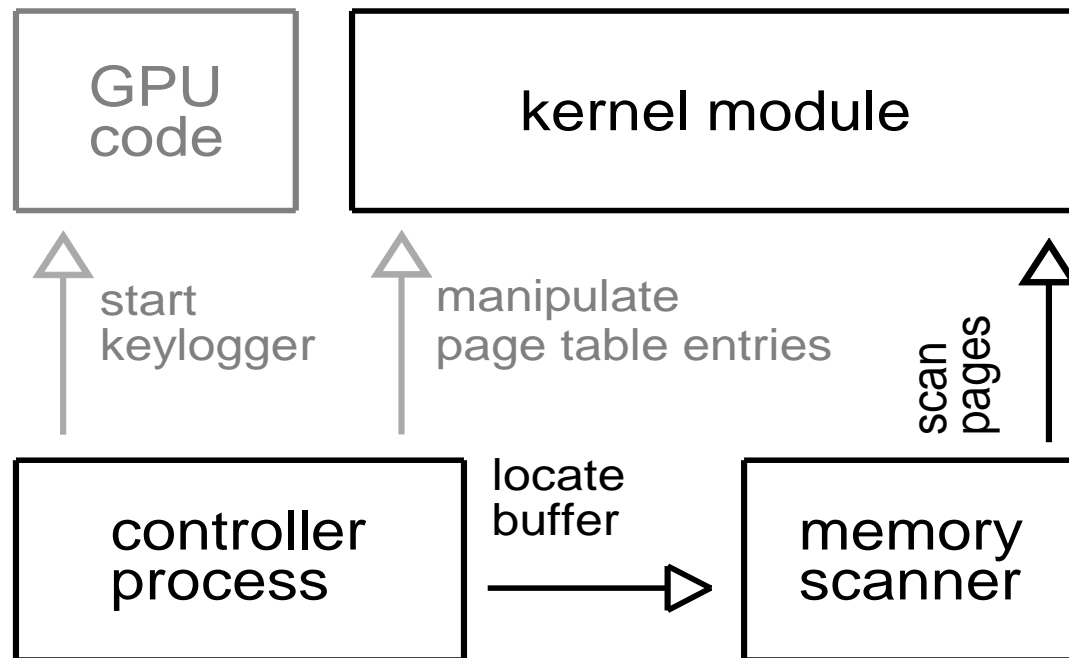 GPU
code
kernel module
start
keylogger
manipulate
page table entries
scan
pages
controller
process
locate
buffer
memory
scanner